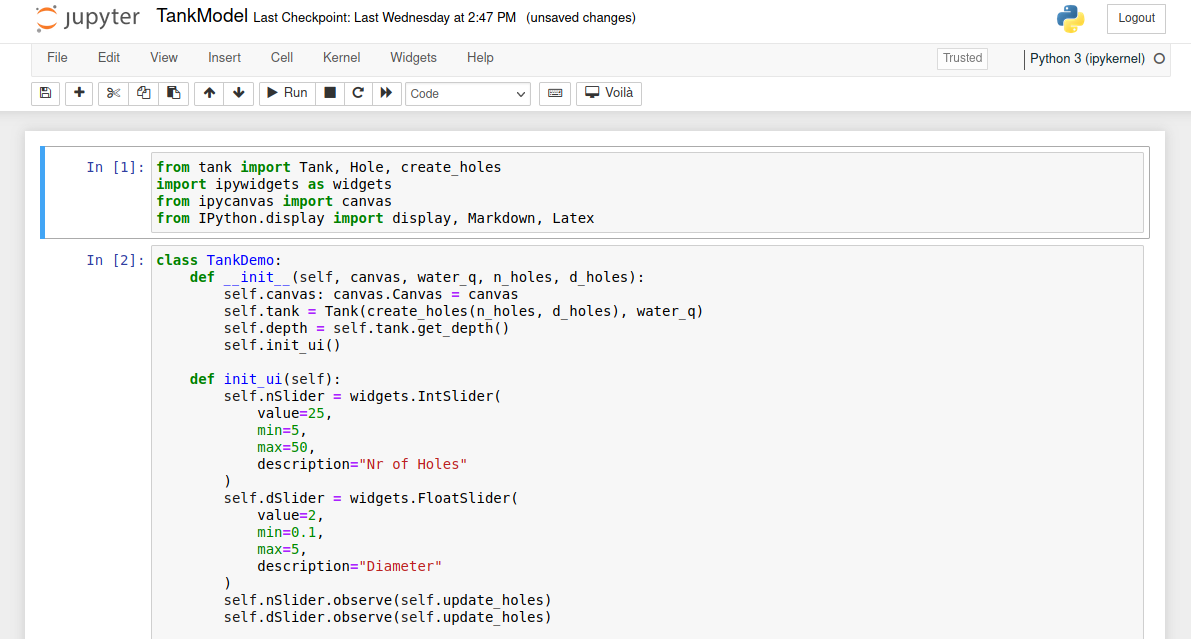 jupyter TankModel Last Checkpoint: Last Wednesday at 2:47 PM (unsaved changes) Logout
File Edit View Insert Cell Kernel Widgets Help Trusted Python 3 (ipykernel)
Run Code Voilà
In [1]: from tank import Tank, Hole, create_holes
import ipywidgets as widgets
from ipycanvas import canvas
from IPython.display import display, Markdown, Latex
In [2]: class TankDemo:
    def __init__(self, canvas, water_q, n_holes, d_holes):
        self.canvas: canvas.Canvas = canvas
        self.tank = Tank(create_holes(n_holes, d_holes), water_q)
        self.depth = self.tank.get_depth()
        self.init_ui()
    def init_ui(self):
        self.nSlider = widgets.IntSlider(
            value=25,
            min=5,
            max=50,
            description="Nr of Holes"
        )
        self.dSlider = widgets.FloatSlider(
            value=2,
            min=0.1,
            max=5,
            description="Diameter"
        )
        self.nSlider.observe(self.update_holes)
        self.dSlider.observe(self.update_holes)